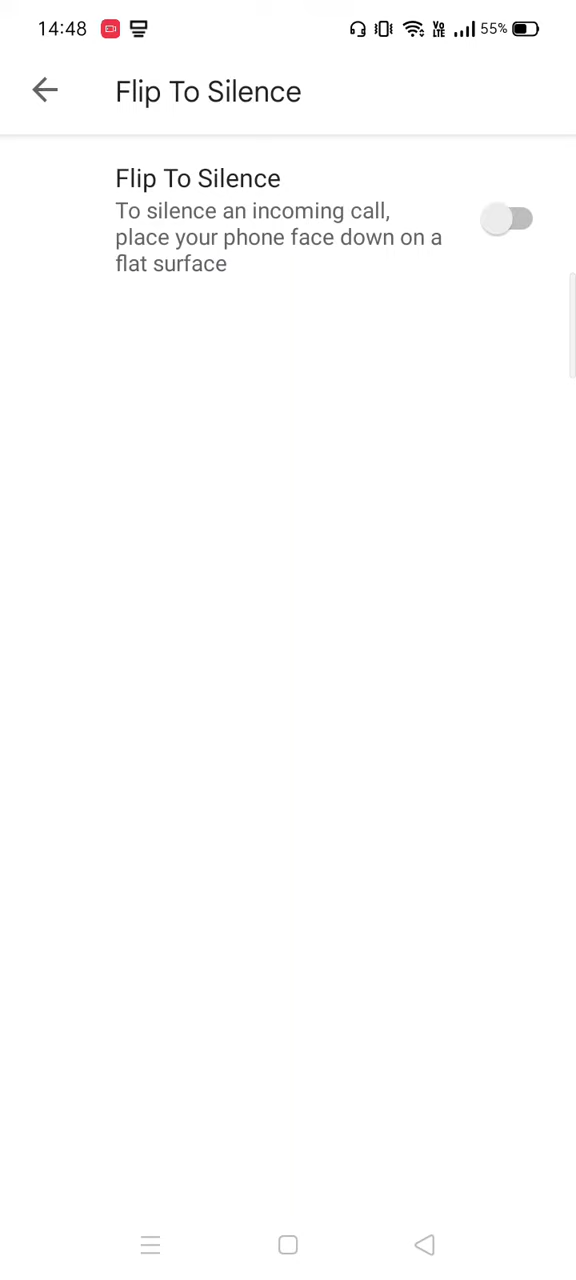 14:48 VoLTE 55%
Flip To Silence
Flip To Silence
To silence an incoming call,
place your phone face down on a
flat surface